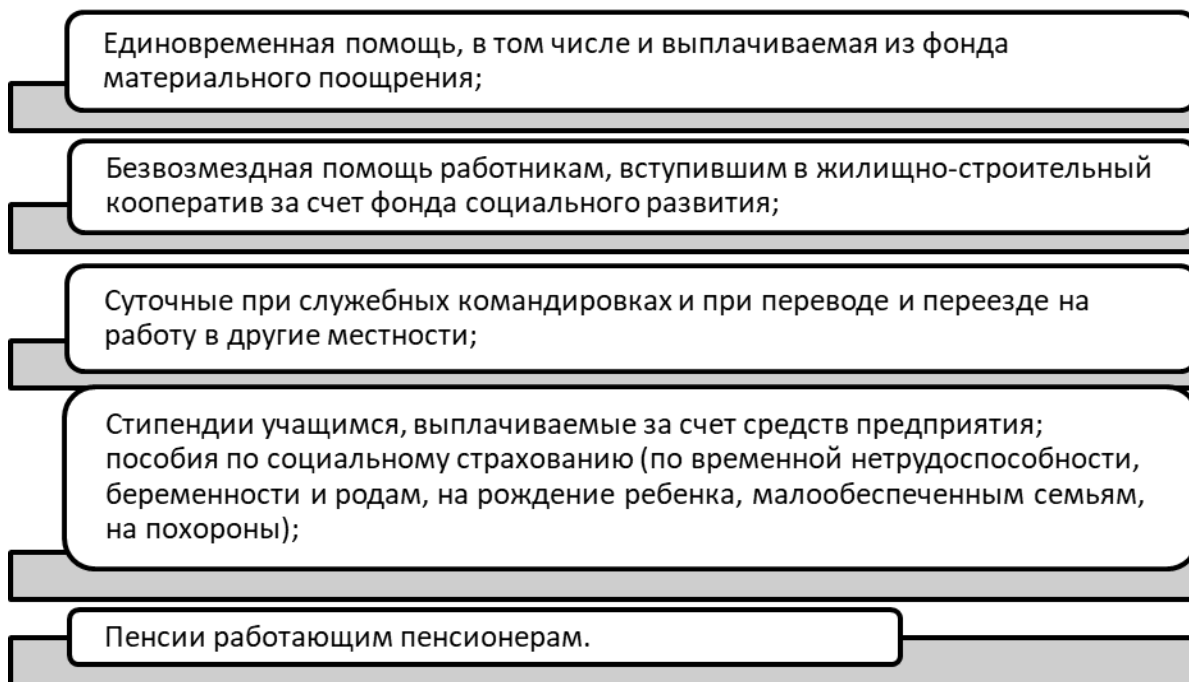 Единовременная помощь, в том числе и выплачиваемая из фонда
материального поощрения;
Безвозмездная помощь работникам, вступившим в жилищно-строительный
кооператив за счет фонда социального развития;
Суточные при служебных командировках и при переводе и переезде на
работу в другие местности;
Стипендии учащимся, выплачиваемые за счет средств предприятия;
пособия по социальному страхованию (по временной нетрудоспособности,
беременности и родам, на рождение ребенка, малообеспеченным семьям,
на похороны);
Пенсии работающим пенсионерам.